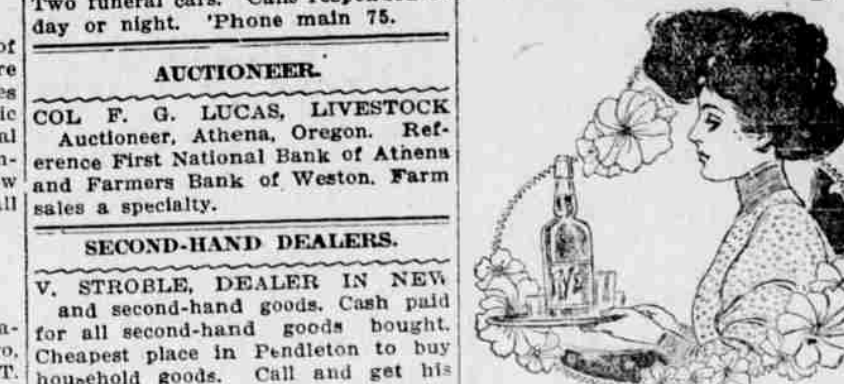 Two funeral cars.
day or night. 'Phone main 75.
AUCTIONEER.
COL F. G. LUCAS, LIVESTOCK
Auctioneer, Athena, Oregon. Ref-
erence First National Bank of Athena
and Farmers Bank of Weston. Farm
sales a specialty.
SECOND-HAND DEALERS.
V. STROBLE, DEALER IN NEW
and second-hand goods. Cash paid
for all second-hand goods bought.
Cheapest place in Pendleton to buy
household goods. Call and get his